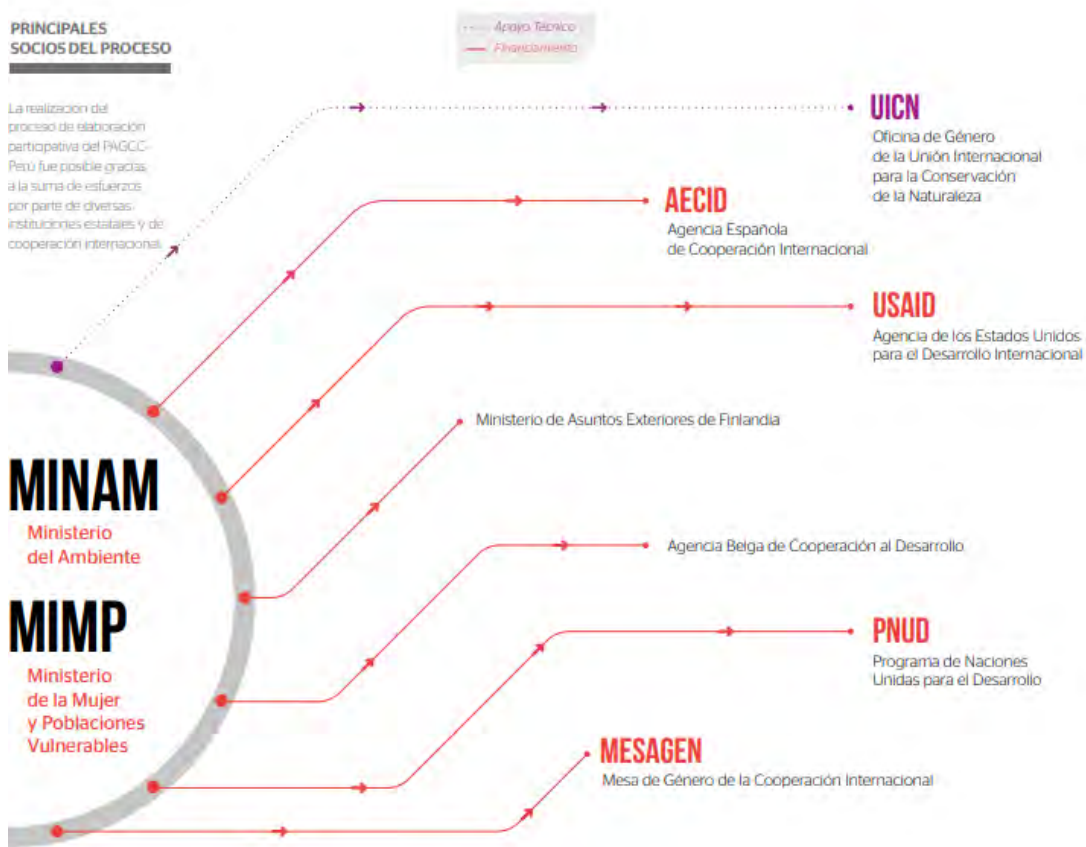 PRINCIPALES
SOCIOS DEL PROCESO
La realización del
proceso de elaboración
participativa del PAGCC-
Perú fue posible gracias
a la suma de esfuerzos
por parte de diversas
instituciones estatales y de
cooperación internacional.
Apoyo Técnico
Financiamiento
UICN
Oficina de Género
de la Unión Internacional
para la Conservación
de la Naturaleza
AECID
Agencia Española
de Cooperación Internacional
USAID
Agencia de los Estados Unidos
para el Desarrollo Internacional
Ministerio de Asuntos Exteriores de Finlandia
MINAM
Ministerio
del Ambiente
Agencia Belga de Cooperación al Desarrollo
MIMP
Ministerio
de la Mujer
y Poblaciones
Vulnerables
PNUD
Programa de Naciones
Unidas para el Desarrollo
MESAGEN
Mesa de Género de la Cooperación Internacional